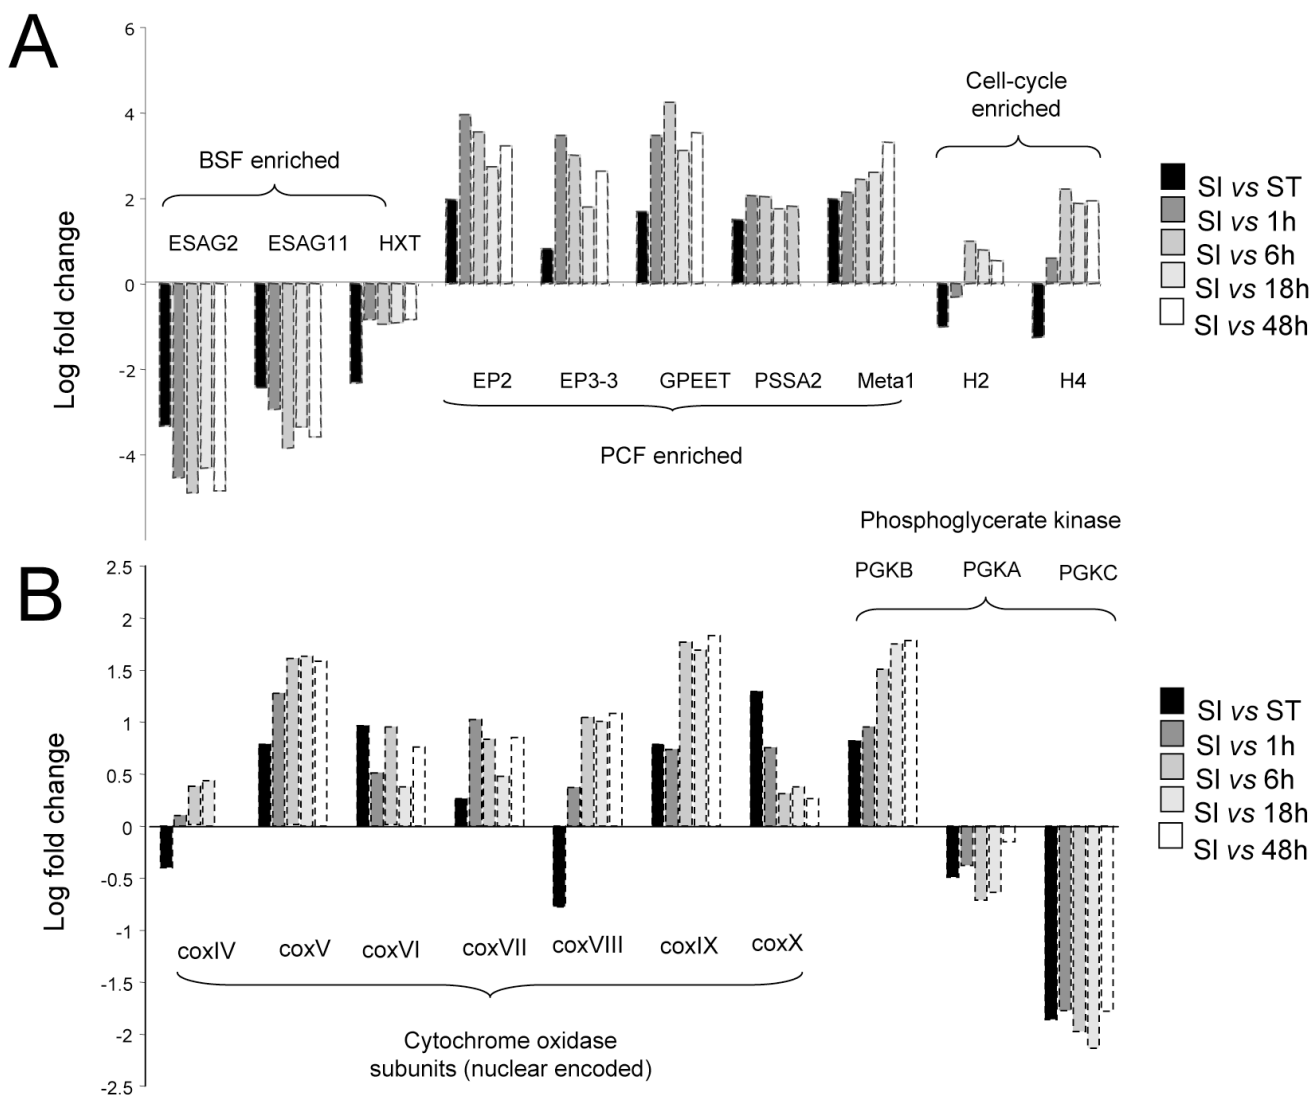 A
6
4
2
0
-2
-4
Log fold change
BSF enriched
ESAG2 ESAG11 HXT
Cell-cycle
enriched
EP2 EP3-3 GPEET PSSA2 Meta1 H2 H4
PCF enriched
SI vs ST
SI vs 1h
SI vs 6h
SI vs 18h
SI vs 48h
B
2.5
2
1.5
1
0.5
0
-0.5
-1
-1.5
-2
-2.5
Log fold change
Phosphoglycerate kinase
PGKB PGKA PGKC
coxIV coxV coxVI coxVII coxVIII coxIX coxX
Cytochrome oxidase
subunits (nuclear encoded)
SI vs ST
SI vs 1h
SI vs 6h
SI vs 18h
SI vs 48h